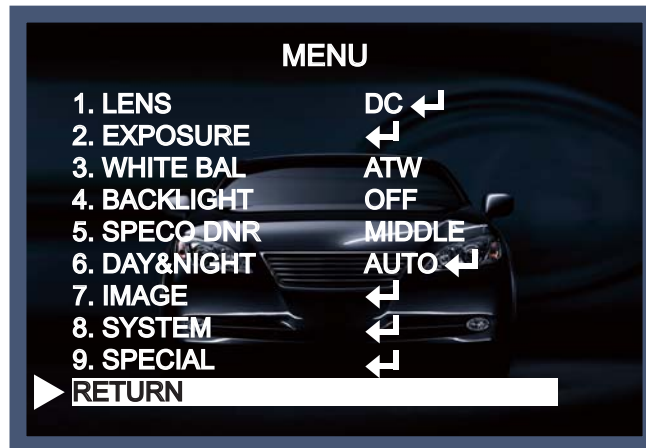 MENU
1. LENS DC ↵
2. EXPOSURE ↵
3. WHITE BAL ATW
4. BACKLIGHT OFF
5. SPECO DNR MIDDLE
6. DAY&NIGHT AUTO ↵
7. IMAGE ↵
8. SYSTEM ↵
9. SPECIAL ↵
RETURN